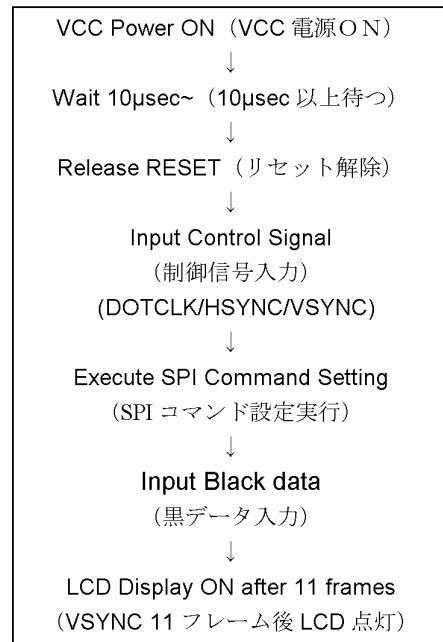 VCC Power ON（VCC 電源ＯＮ）
↓
Wait 10μsec~（10μsec 以上待つ）
↓
Release RESET（リセット解除）
↓
Input Control Signal
（制御信号入力）
(DOTCLK/HSYNC/VSYNC)
↓
Execute SPI Command Setting
（SPI コマンド設定実行）
↓
Input Black data
（黒データ入力）
↓
LCD Display ON after 11 frames
（VSYNC 11 フレーム後 LCD 点灯）